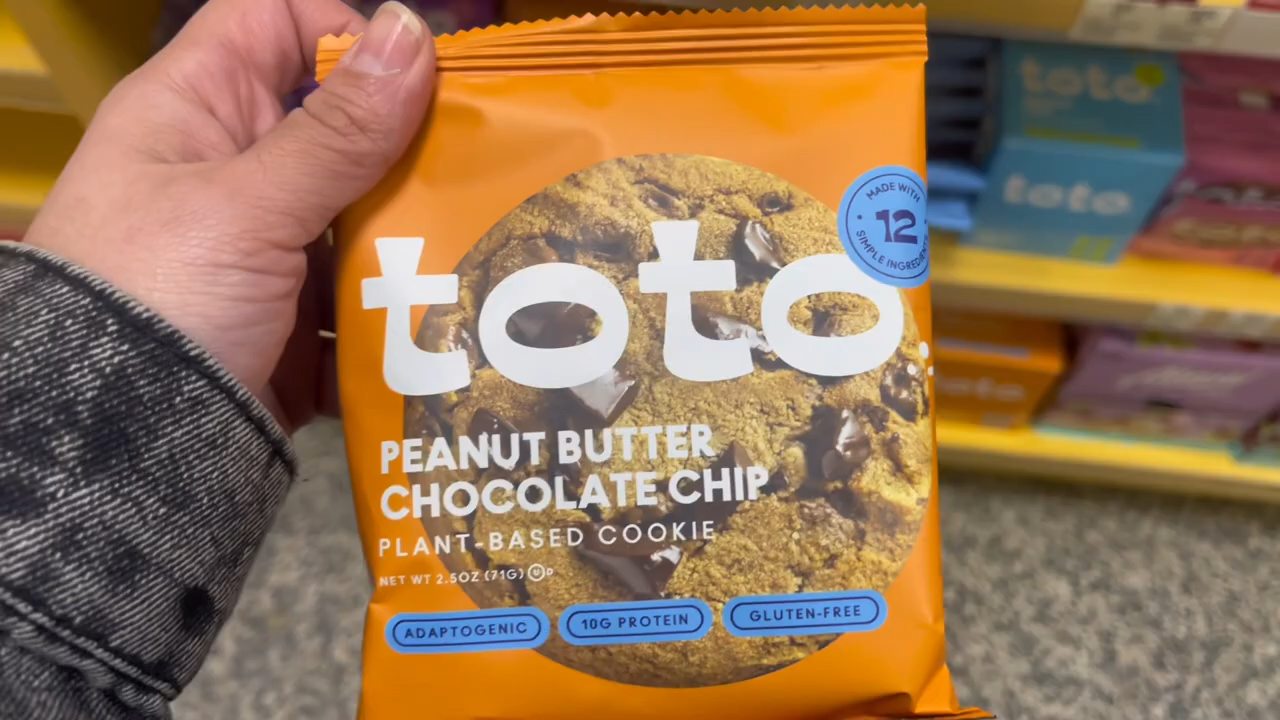 toto
MADE WITH
12
SIMPLE
PEANUT BUTTER
CHOCOLATE CHIP
PLANT-BASED COOKIE
NET WT 2.5OZ (71G) U D
ADAPTOGENIC
10G PROTEIN
GLUTEN-FREE
toto
toto
toto